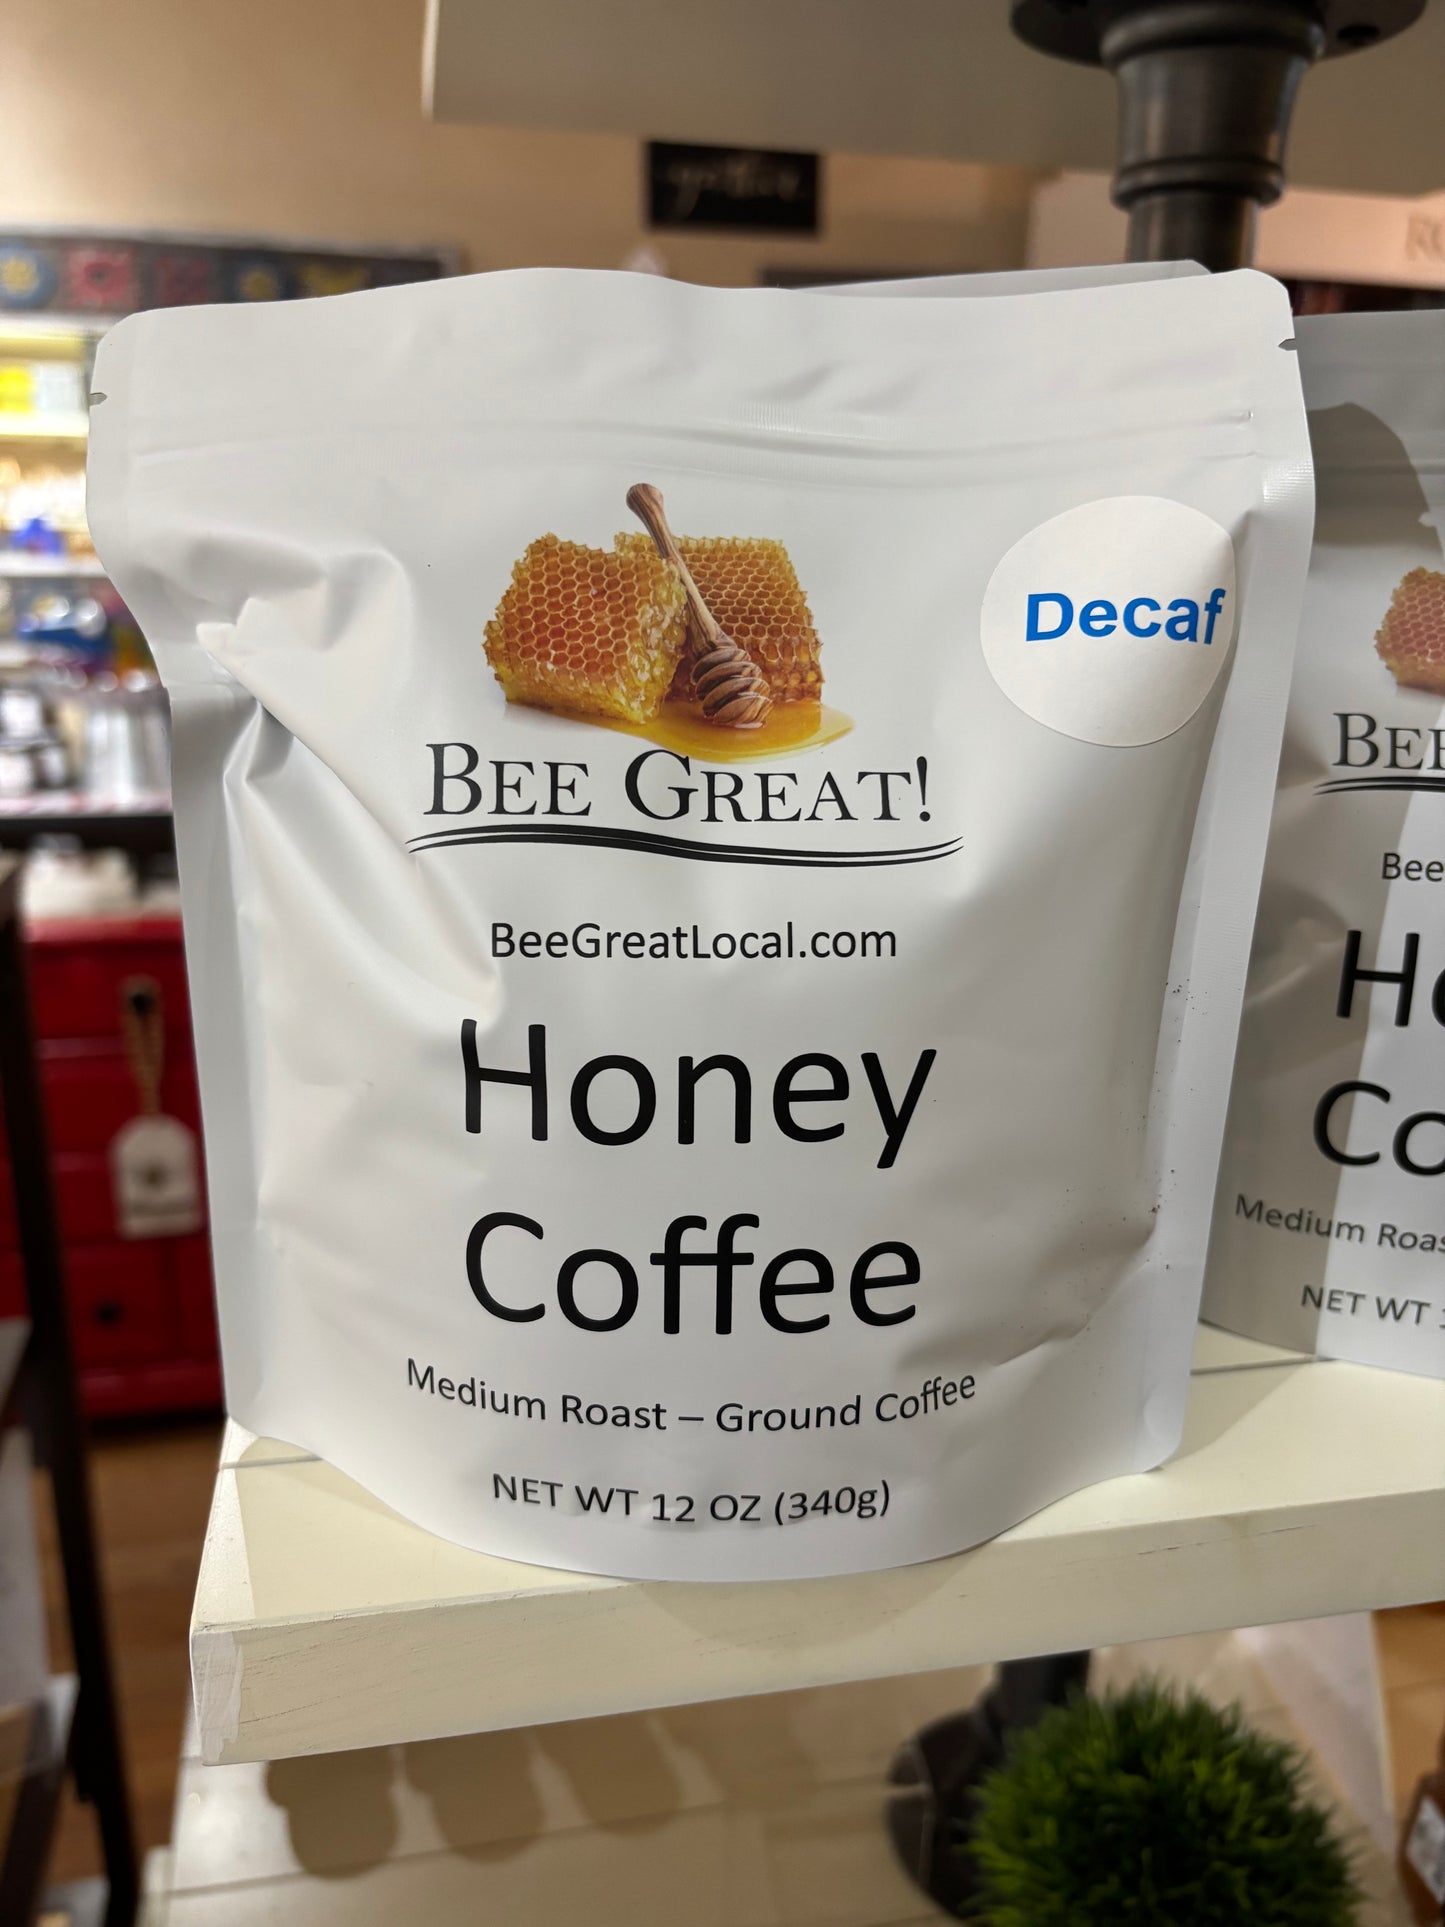 Decaf
BEE GREAT!
BeeGreatLocal.com
Honey
Coffee
Medium Roast – Ground Coffee
NET WT 12 OZ (340g)
BEE
Bee
Ho
Co
Medium Roas
NET WT